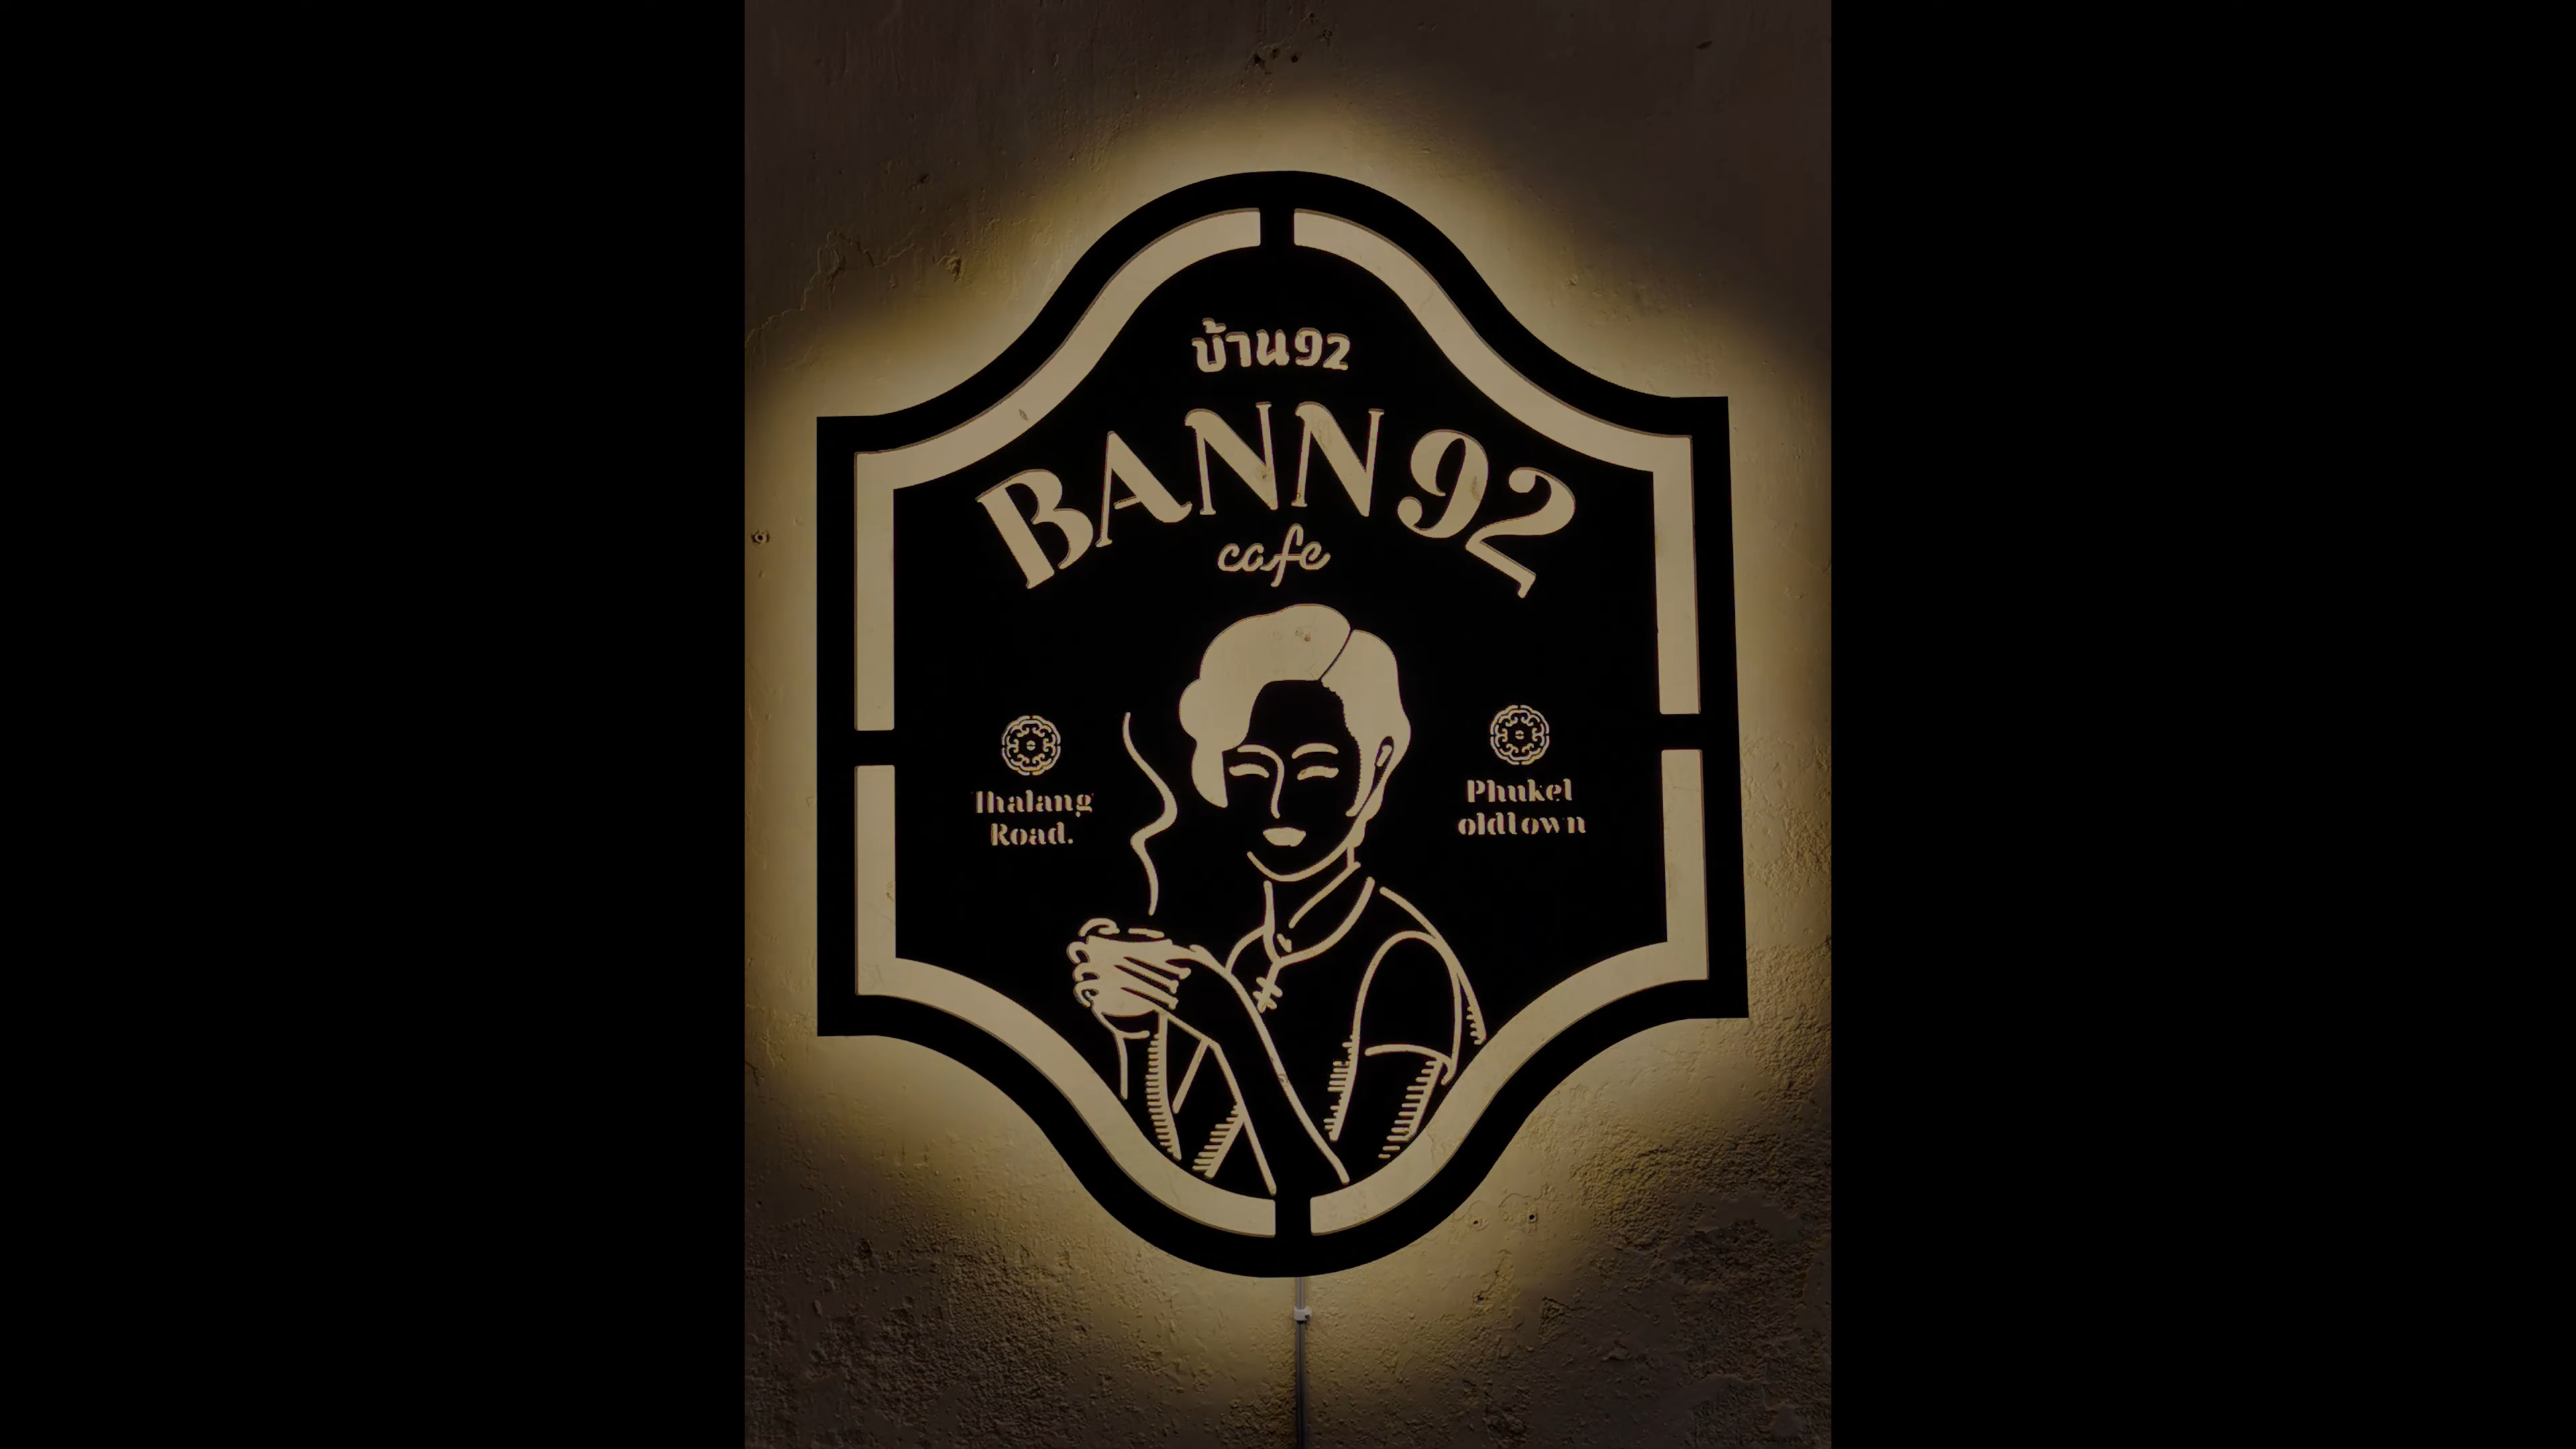 บ้าน92
BANN92
cafe
Thalang
Road.
Phuket
oldtown